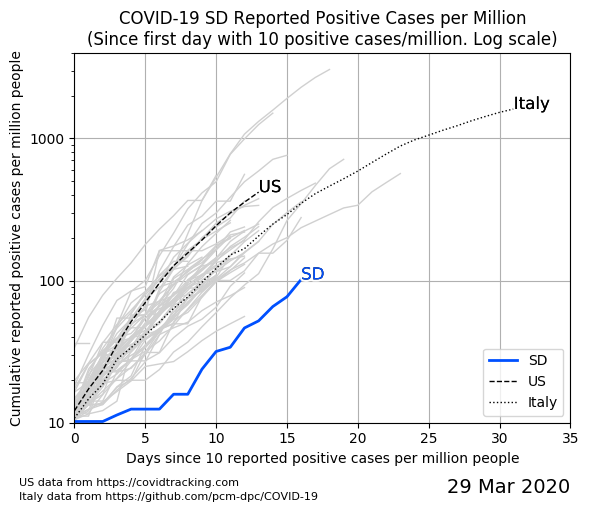 COVID-19 SD Reported Positive Cases per Million
(Since first day with 10 positive cases/million. Log scale)
Cumulative reported positive cases per million people
1000
100
10
Italy
US
SD
SD
US
Italy
0 5 10 15 20 25 30 35
Days since 10 reported positive cases per million people
US data from https://covidtracking.com
Italy data from https://github.com/pcm-dpc/COVID-19
29 Mar 2020